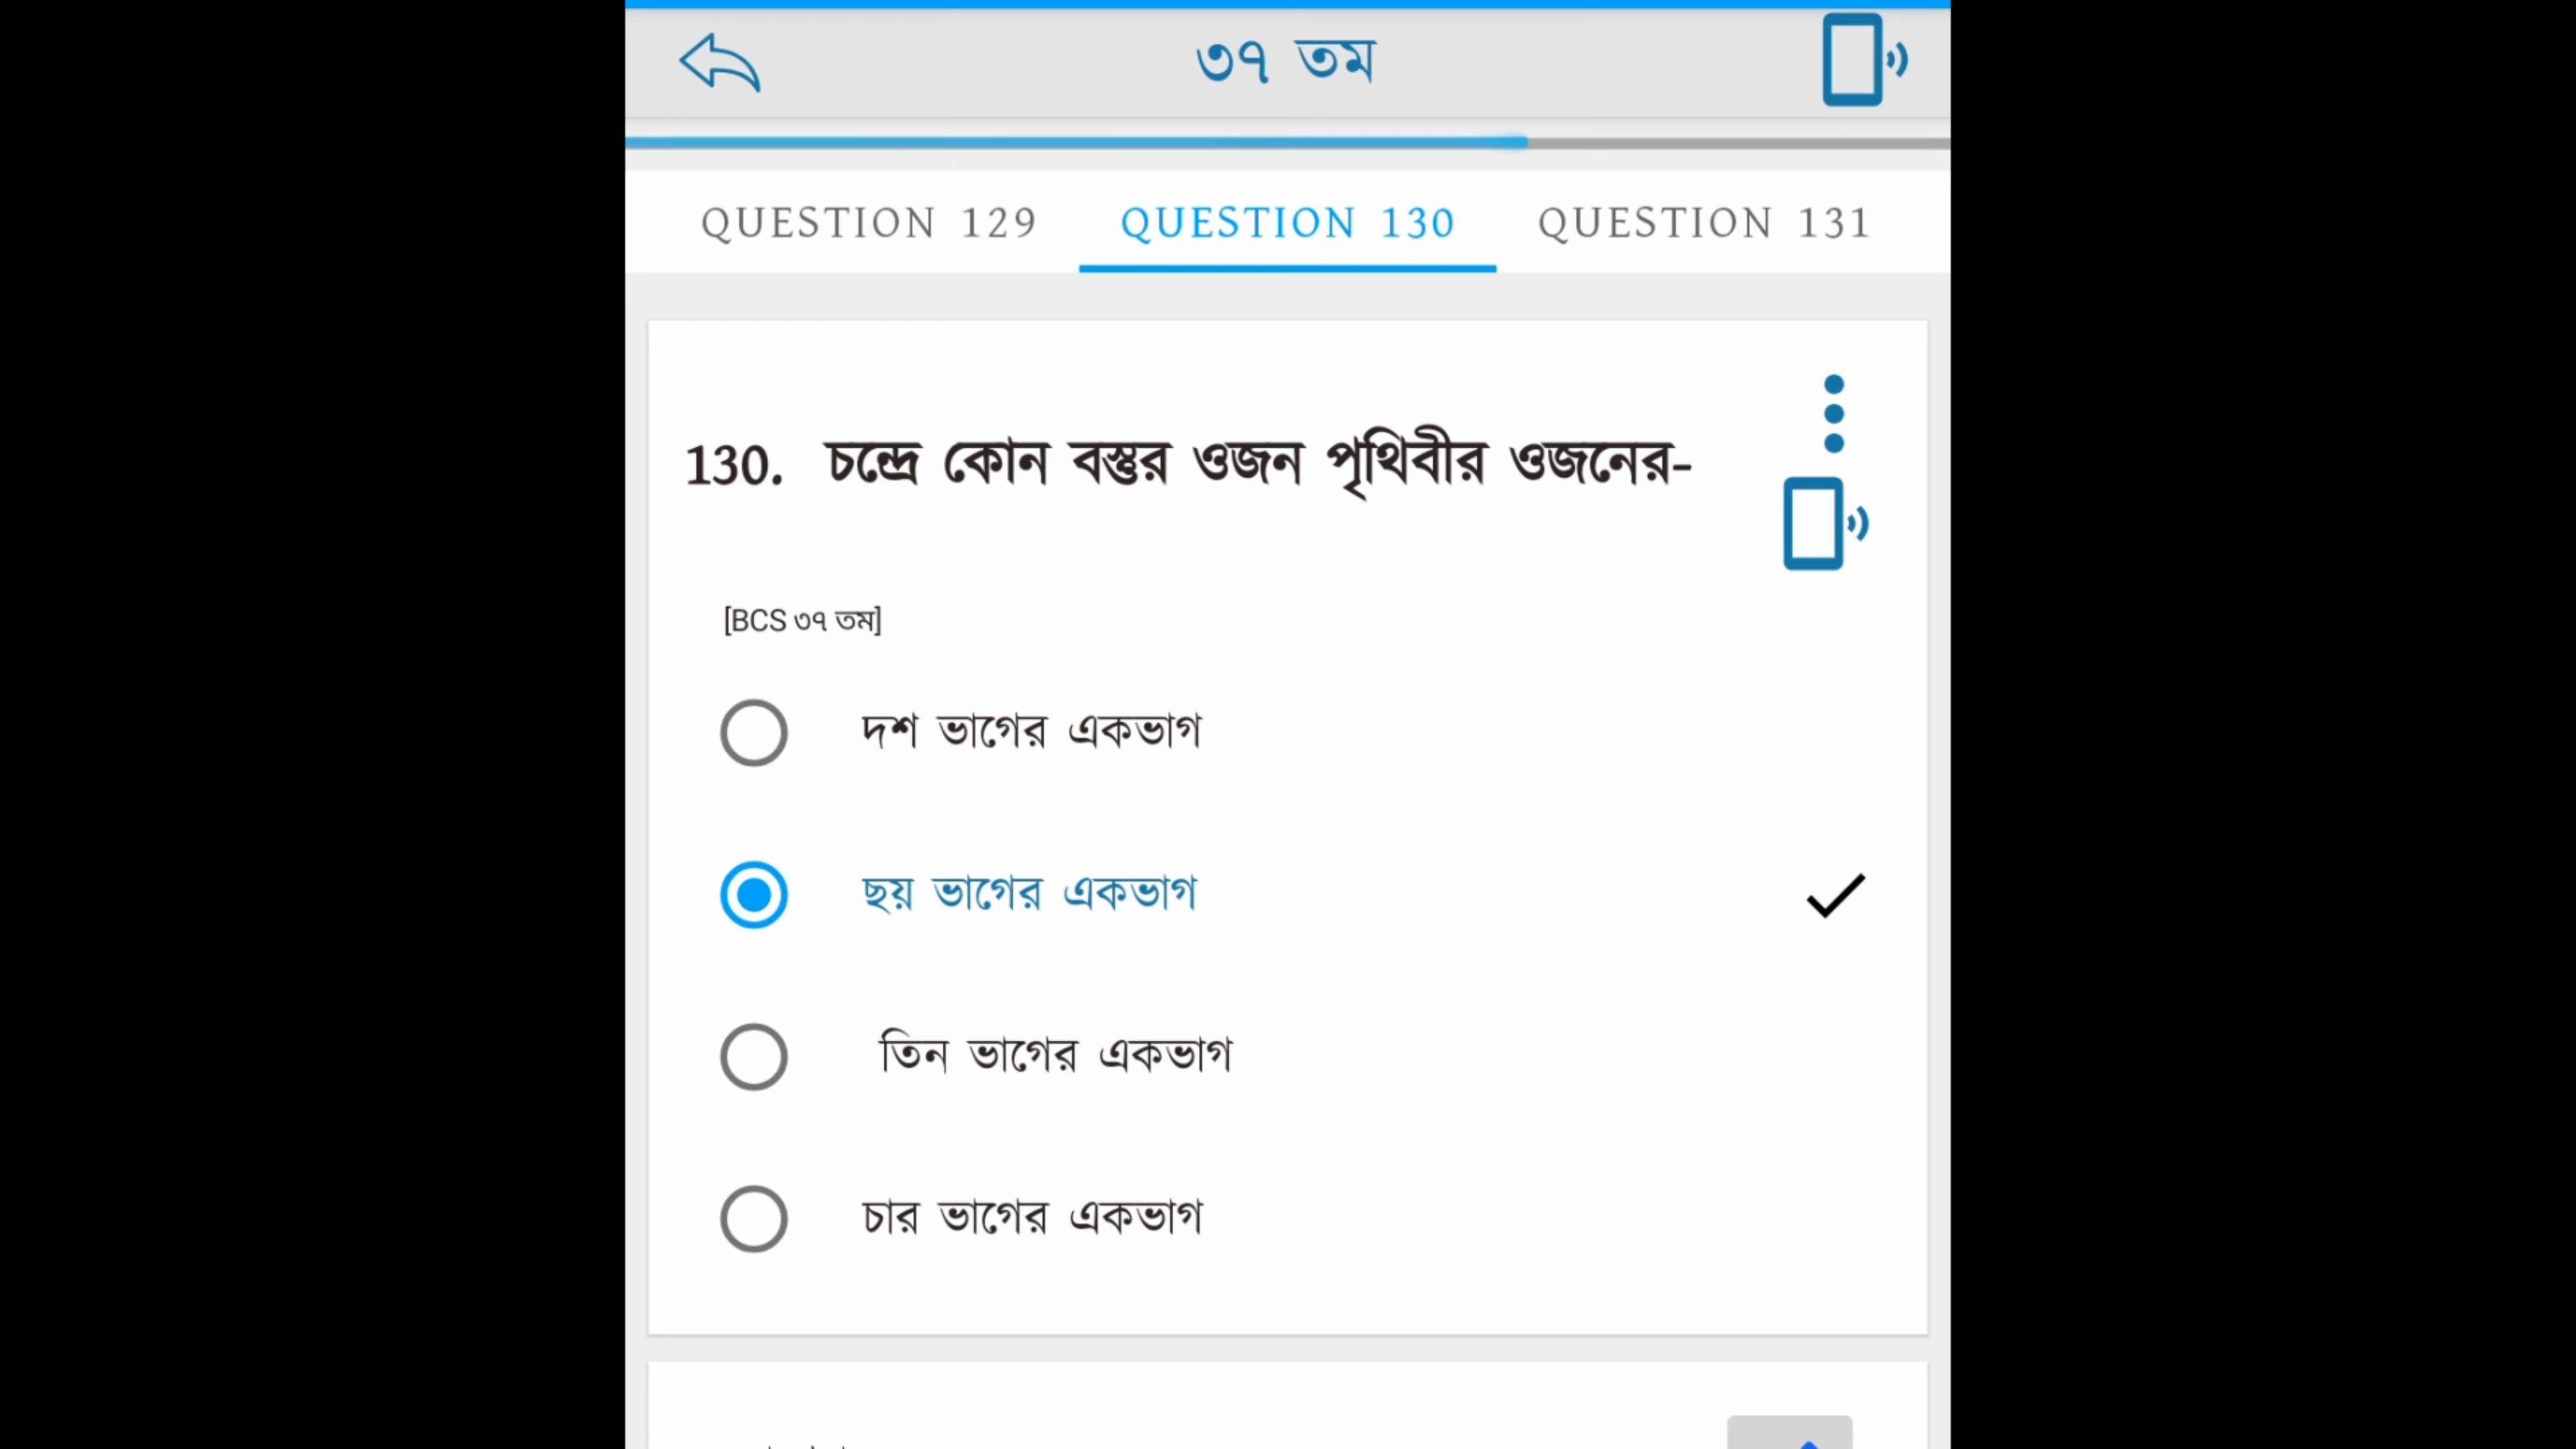 ৩৭ তম
QUESTION 129 QUESTION 130 QUESTION 131
130. চন্দ্রে কোন বস্তুর ওজন পৃথিবীর ওজনের-
[BCS ৩৭ তম]
দশ ভাগের একভাগ
ছয় ভাগের একভাগ
তিন ভাগের একভাগ
চার ভাগের একভাগ